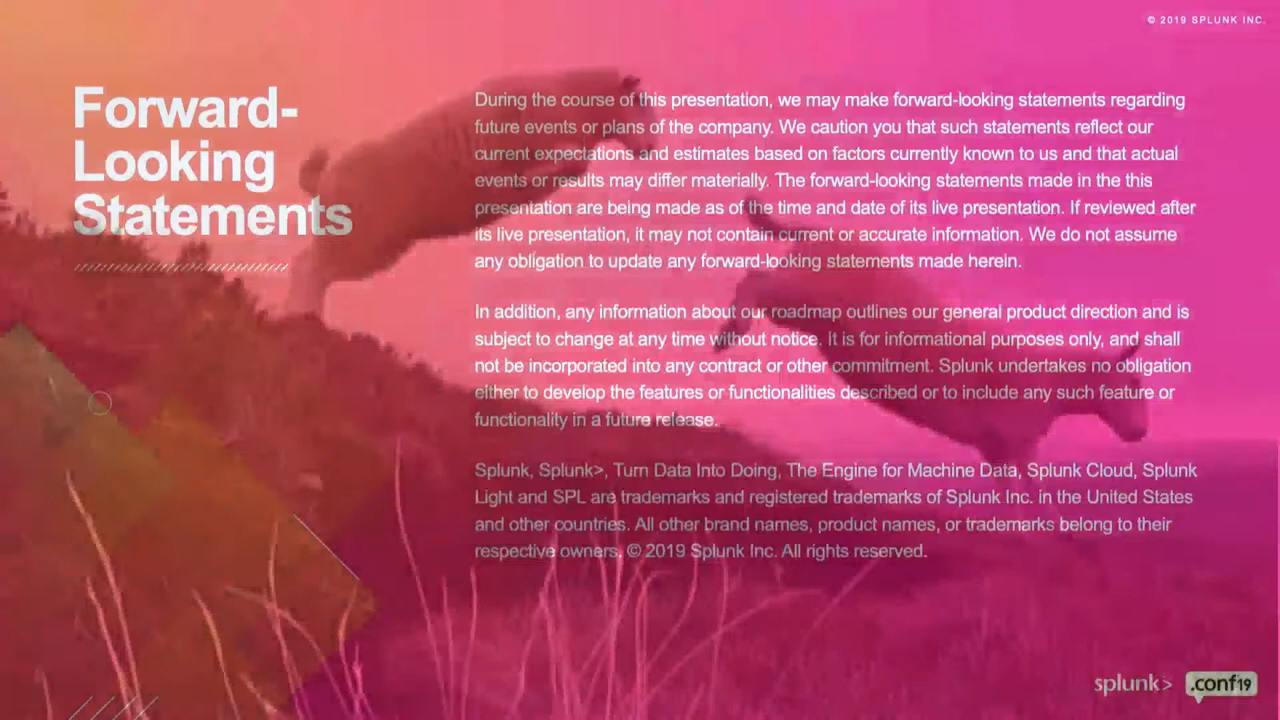 © 2019 SPLUNK INC.
Forward-
Looking
Statements
During the course of this presentation, we may make forward-looking statements regarding
future events or plans of the company. We caution you that such statements reflect our
current expectations and estimates based on factors currently known to us and that actual
events or results may differ materially. The forward-looking statements made in the this
presentation are being made as of the time and date of its live presentation. If reviewed after
its live presentation, it may not contain current or accurate information. We do not assume
any obligation to update any forward-looking statements made herein.
In addition, any information about our roadmap outlines our general product direction and is
subject to change at any time without notice. It is for informational purposes only, and shall
not be incorporated into any contract or other commitment. Splunk undertakes no obligation
either to develop the features or functionalities described or to include any such feature or
functionality in a future release.
Splunk, Splunk>, Turn Data Into Doing, The Engine for Machine Data, Splunk Cloud, Splunk
Light and SPL are trademarks and registered trademarks of Splunk Inc. in the United States
and other countries. All other brand names, product names, or trademarks belong to their
respective owners. © 2019 Splunk Inc. All rights reserved.
splunk> .conf19